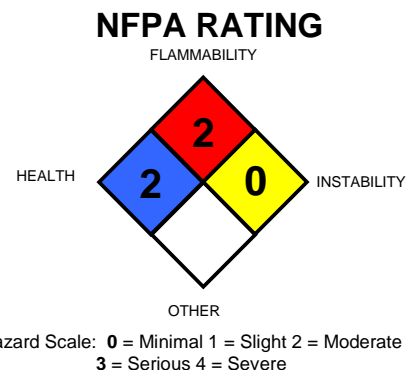 NFPA RATING
FLAMMABILITY
2
HEALTH 2 0 INSTABILITY
OTHER
azard Scale: 0 = Minimal 1 = Slight 2 = Moderate
3 = Serious 4 = Severe